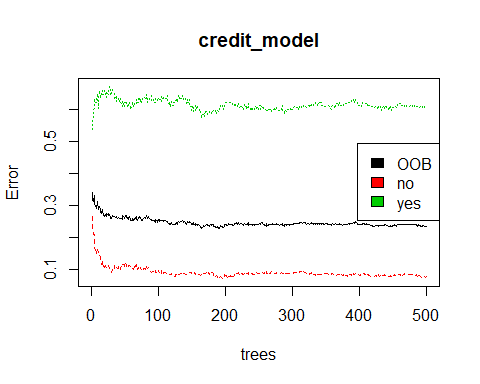 credit_model
Error
0.5
0.3
0.1
OOB
no
yes
0 100 200 300 400 500
trees